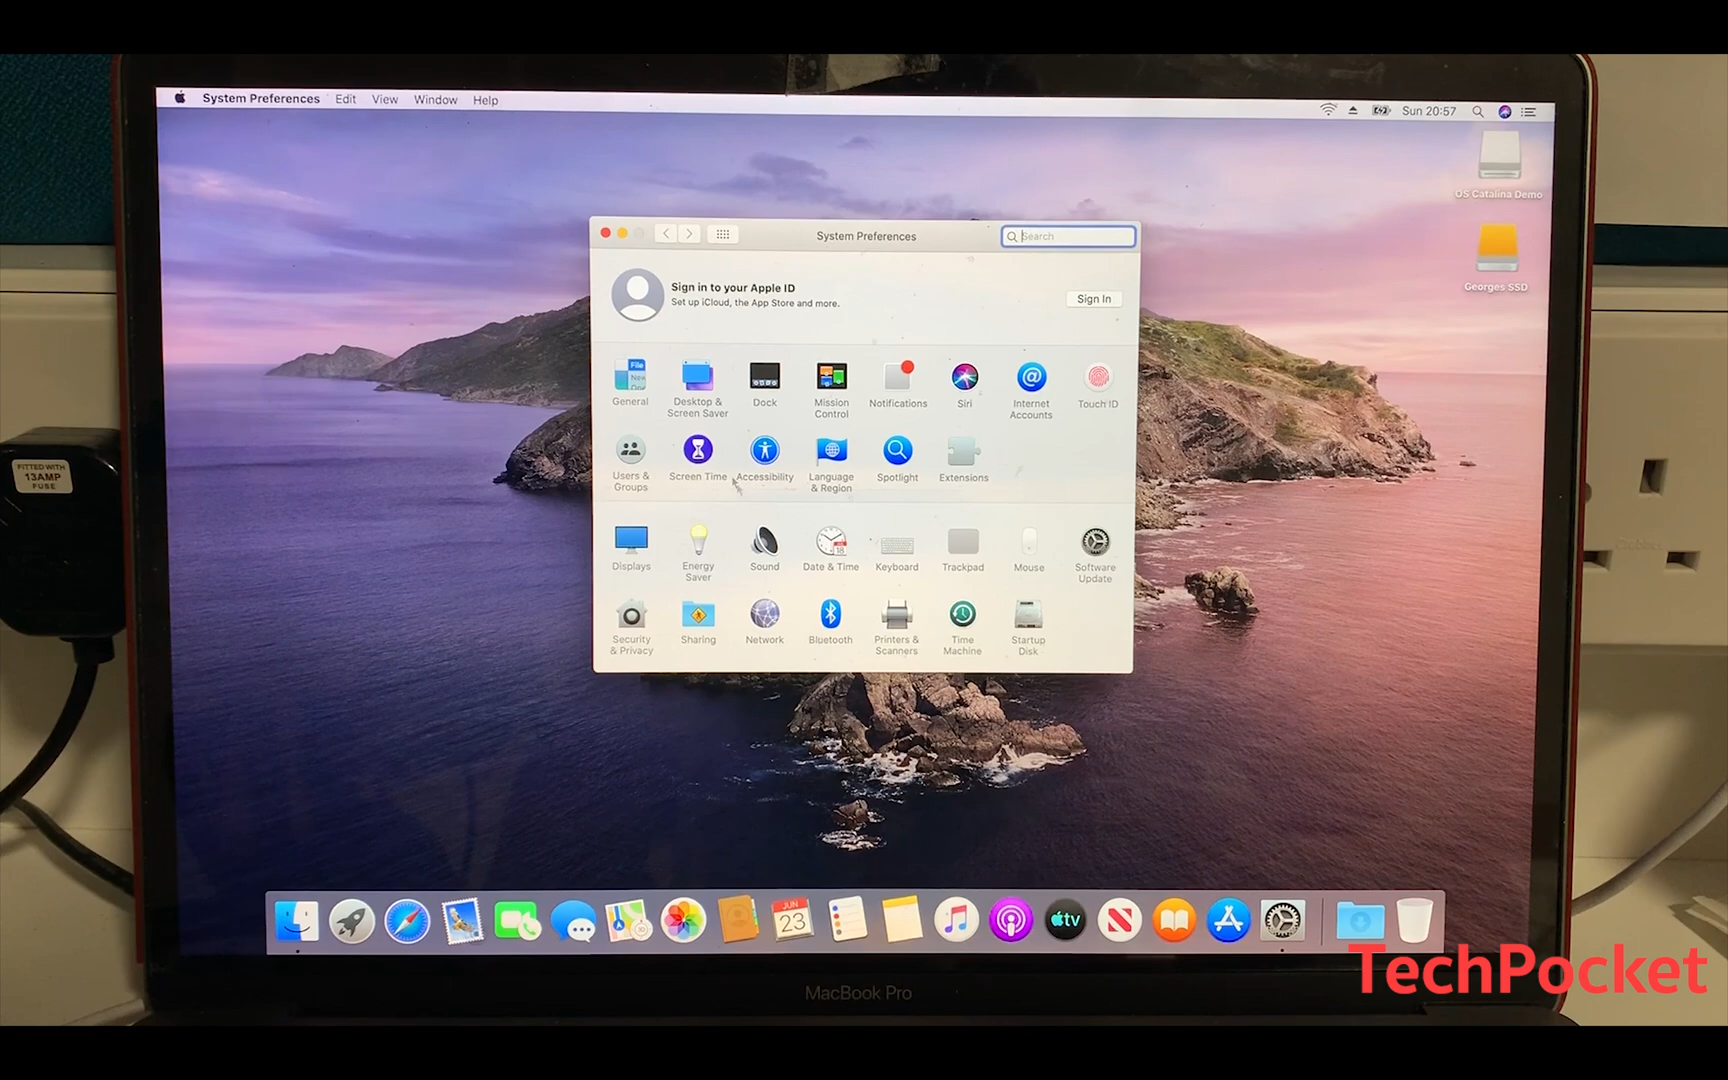 System Preferences Edit View Window Help
Sun 20:57
OS Catalina Demo
Georges SSD
System Preferences
Search
Sign in to your Apple ID
Set up iCloud, the App Store and more.
Sign In
General
Desktop &
Screen Saver
Dock
Mission
Control
Notifications
Siri
Internet
Accounts
Touch ID
Users &
Groups
Screen Time
Accessibility
Language
& Region
Spotlight
Extensions
Displays
Energy
Saver
Sound
Date & Time
Keyboard
Trackpad
Mouse
Software
Update
Security
& Privacy
Sharing
Network
Bluetooth
Printers &
Scanners
Time
Machine
Startup
Disk
FITTED WITH
13AMP
FUSE
File
New
JUN
23
tv
MacBook Pro
TechPocket